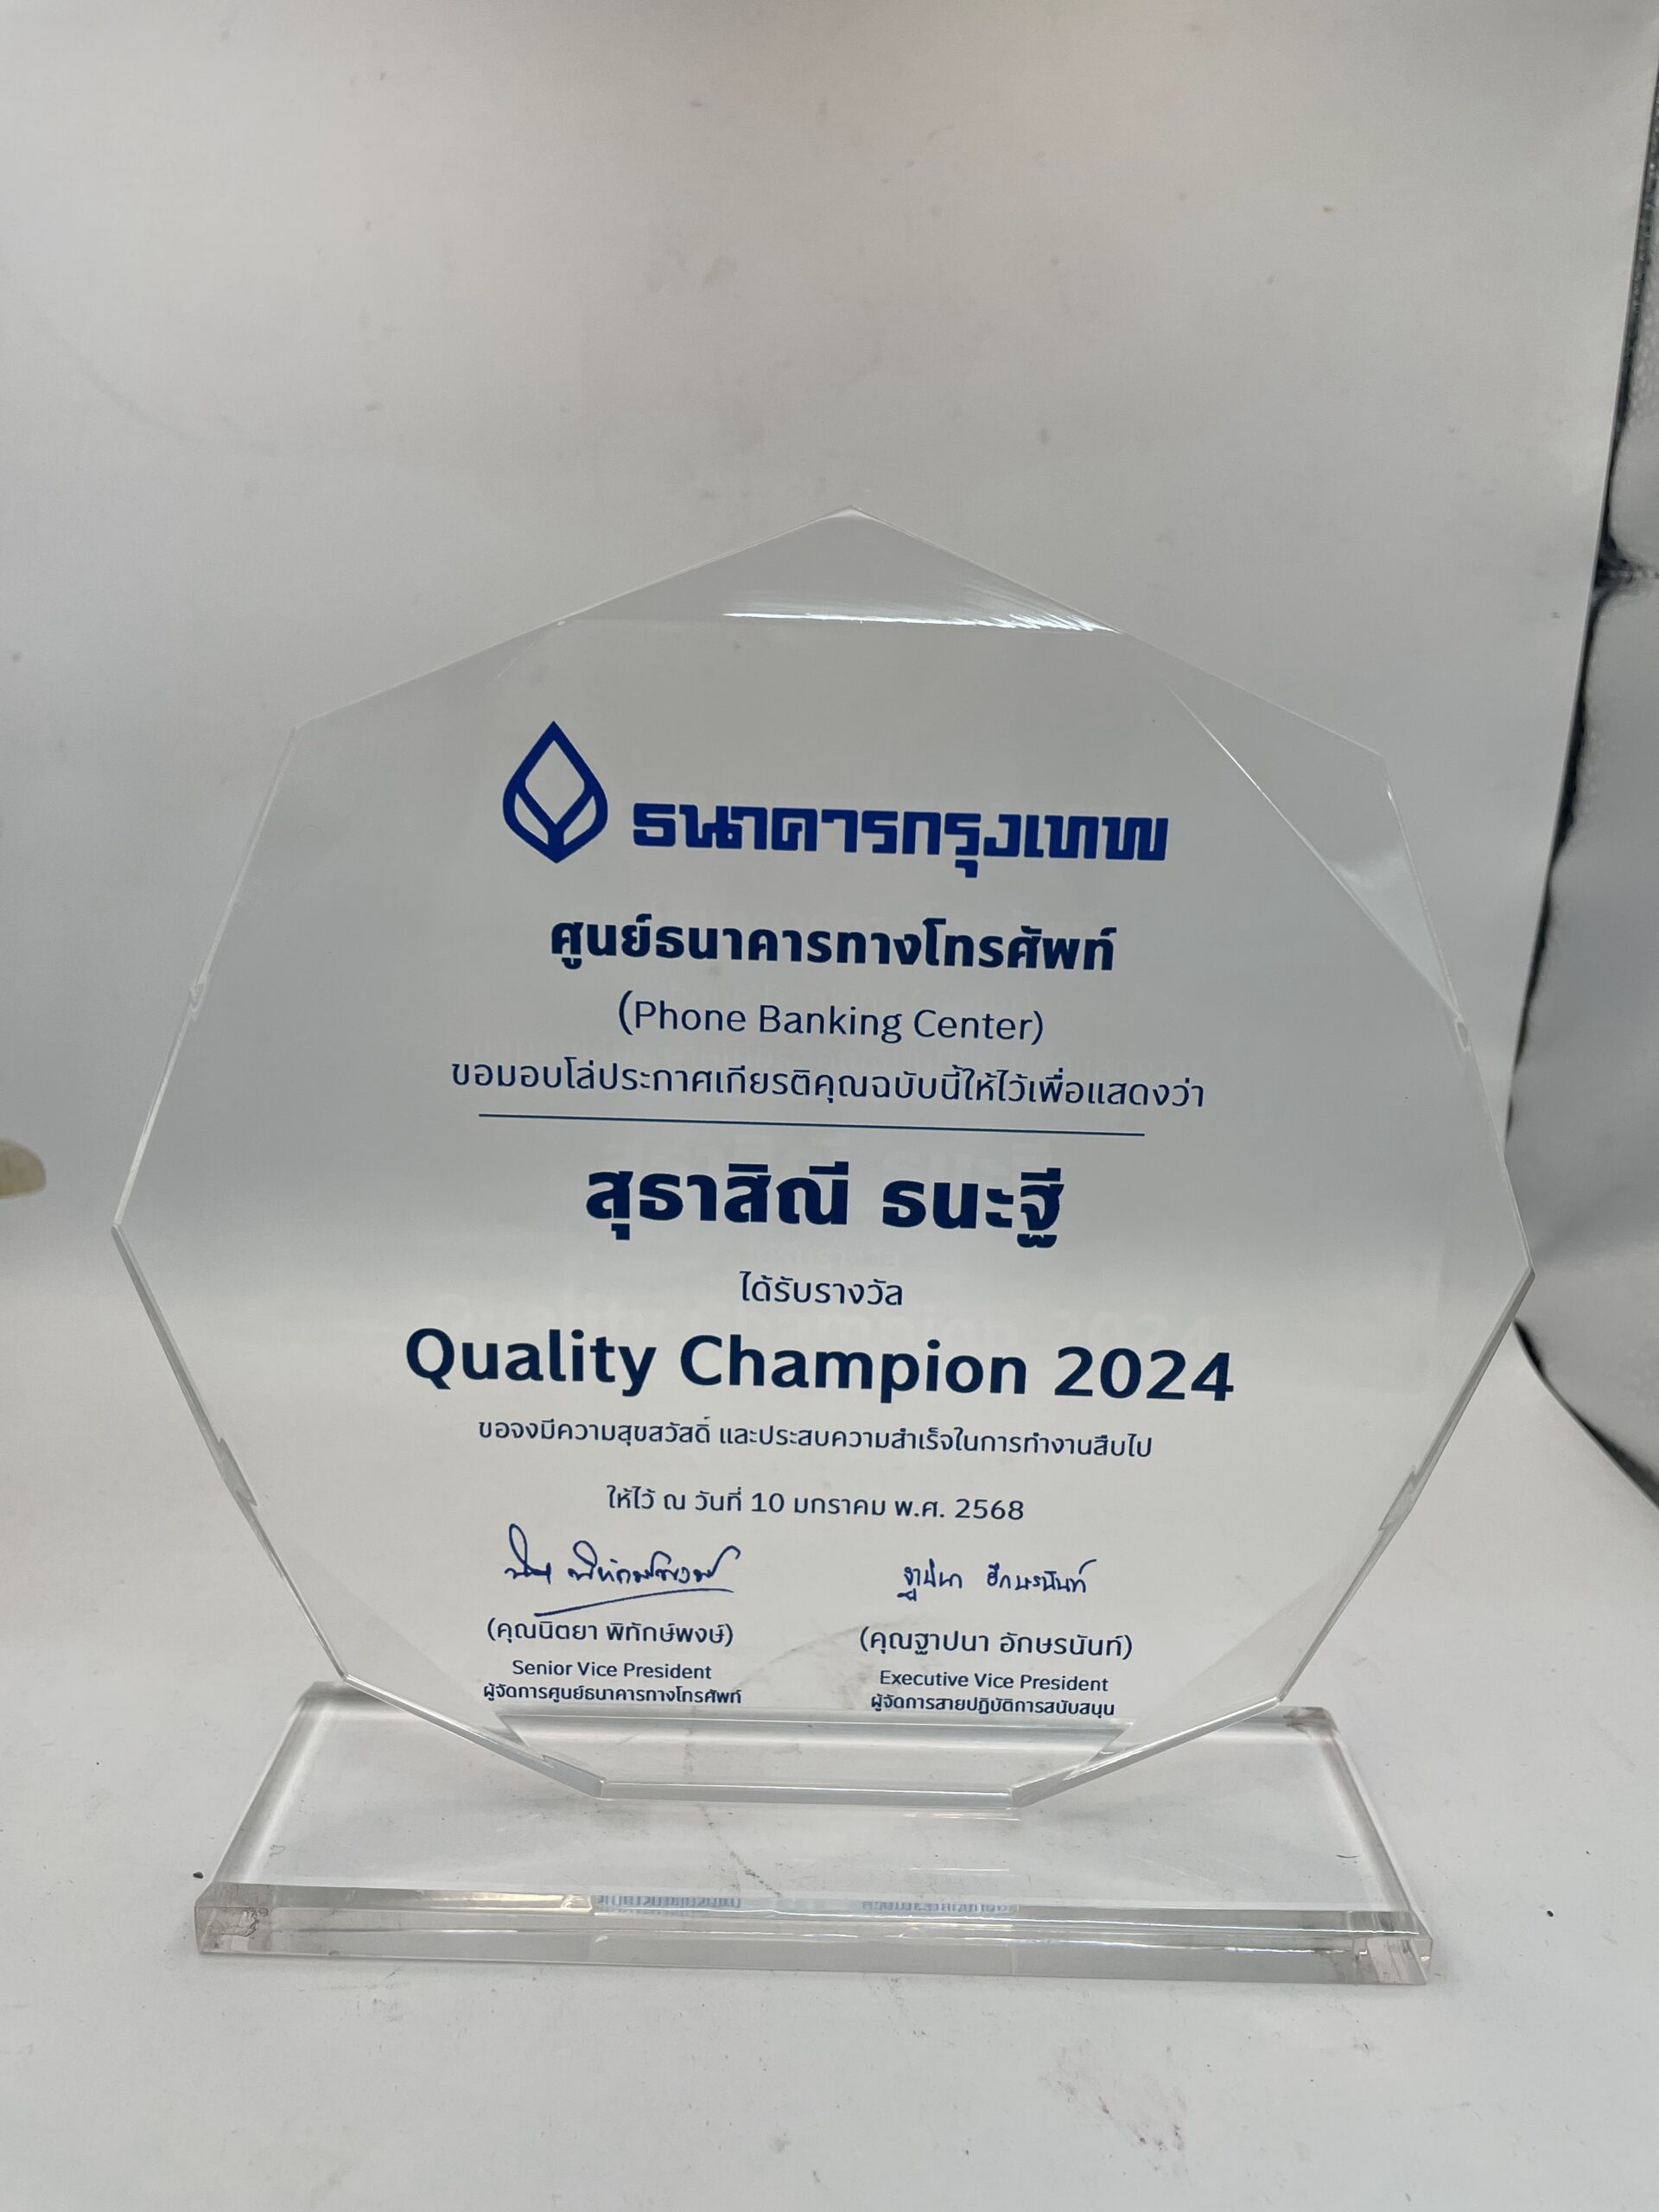 ธนาคารกรุงเทพ
ศูนย์ธนาคารทางโทรศัพท์
(Phone Banking Center)
ขอมอบโล่ประกาศเกียรติคุณฉบับนี้ให้ไว้เพื่อแสดงว่า
สุธาสิณี ธนะฐี
ได้รับรางวัล
Quality Champion 2024
ขอจงมีความสุขสวัสดิ์ และประสบความสำเร็จในการทำงานสืบไป
ให้ไว้ ณ วันที่ 10 มกราคม พ.ศ. 2568
ฐาปนา อักษรนันท์
(คุณนิตยา พิทักษ์พงษ์) (คุณฐาปนา อักษรนันท์)
Senior Vice President Executive Vice President
ผู้จัดการศูนย์ธนาคารทางโทรศัพท์ ผู้จัดการสายปฏิบัติการสนับสนุน